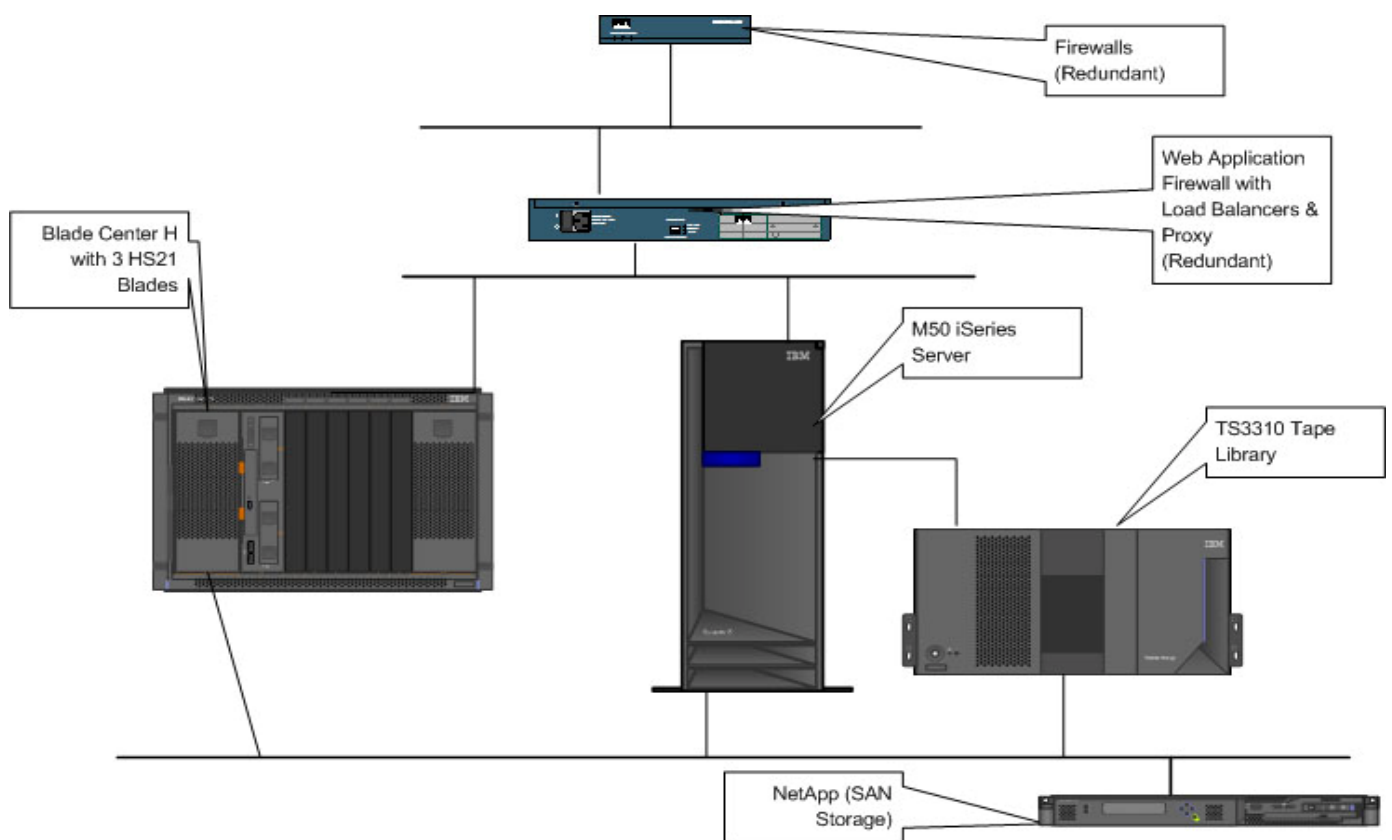 Firewalls
(Redundant)
Web Application
Firewall with
Load Balancers &
Proxy
(Redundant)
Blade Center H
with 3 HS21
Blades
M50 iSeries
Server
IBM
IBM
TS3310 Tape
Library
IBM
NetApp (SAN
Storage)